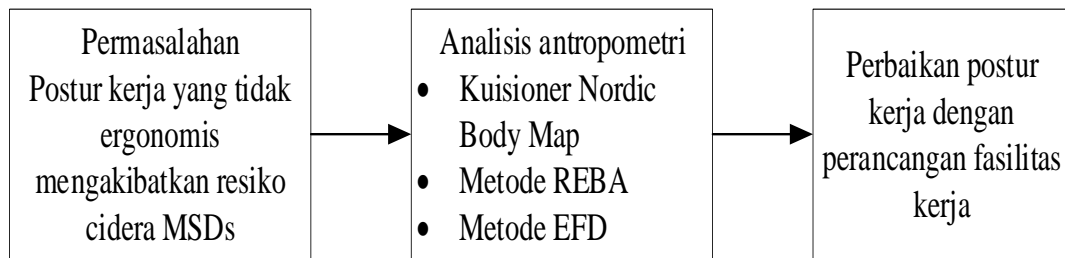 Permasalahan
Postur kerja yang tidak
ergonomis
mengakibatkan resiko
cidera MSDs
Analisis antropometri
• Kuisioner Nordic
Body Map
• Metode REBA
• Metode EFD
Perbaikan postur
kerja dengan
perancangan fasilitas
kerja